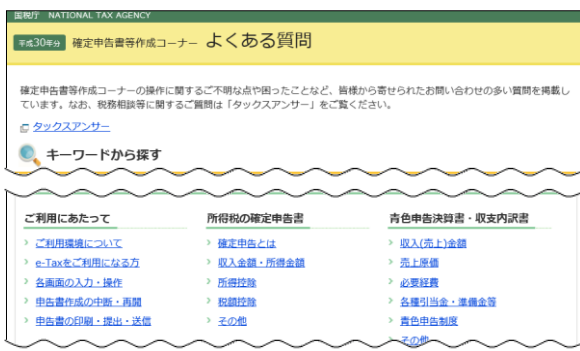 国税庁 NATIONAL TAX AGENCY
平成30年分 確定申告書等作成コーナー よくある質問
確定申告書等作成コーナーの操作に関するご不明な点や困ったことなど、皆様から寄せられたお問い合わせの多い質問を掲載し
ています。なお、税務相談等に関するご質問は「タックスアンサー」をご覧ください。
タックスアンサー
キーワードから探す
ご利用にあたって
ご利用環境について
e-Taxをご利用になる方
各画面の入力・操作
申告書作成の中断・再開
申告書の印刷・提出・送信
所得税の確定申告書
確定申告とは
収入金額・所得金額
所得控除
税額控除
その他
青色申告決算書・収支内訳書
収入(売上)金額
売上原価
必要経費
各種引当金・準備金等
青色申告制度
その他